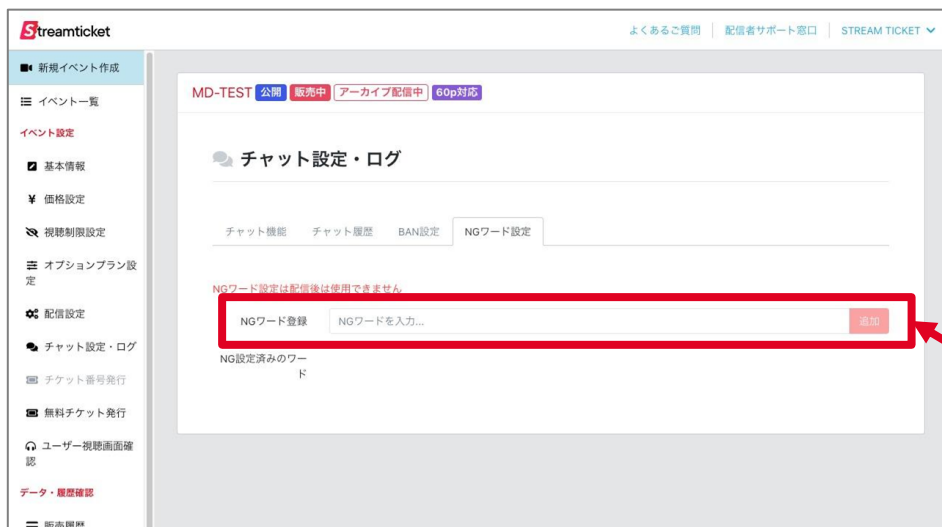 Streamticket
よくあるご質問 配信者サポート窓口 STREAM TICKET
新規イベント作成
イベント一覧
イベント設定
基本情報
¥ 価格設定
視聴制限設定
オプションプラン設
定
配信設定
チャット設定・ログ
チケット番号発行
無料チケット発行
ユーザー視聴画面確
認
データ・履歴確認
販売履歴
MD-TEST 公開 販売中 アーカイブ配信中 60p対応
チャット設定・ログ
チャット機能 チャット履歴 BAN設定 NGワード設定
NGワード設定は配信後は使用できません
NGワード登録 NGワードを入力... 追加
NG設定済みのワー
ド